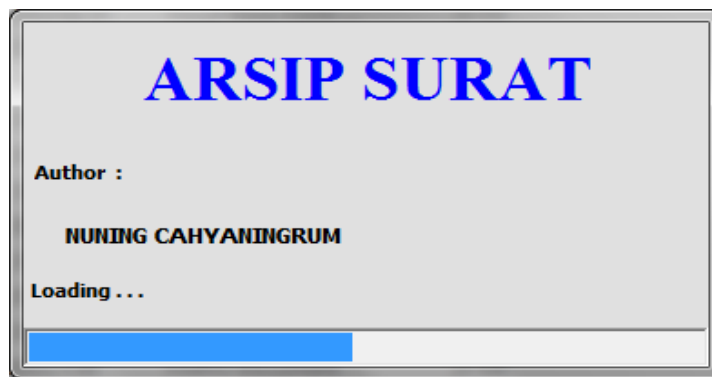 ARSIP SURAT
Author :
NUNING CAHYANINGRUM
Loading . . .